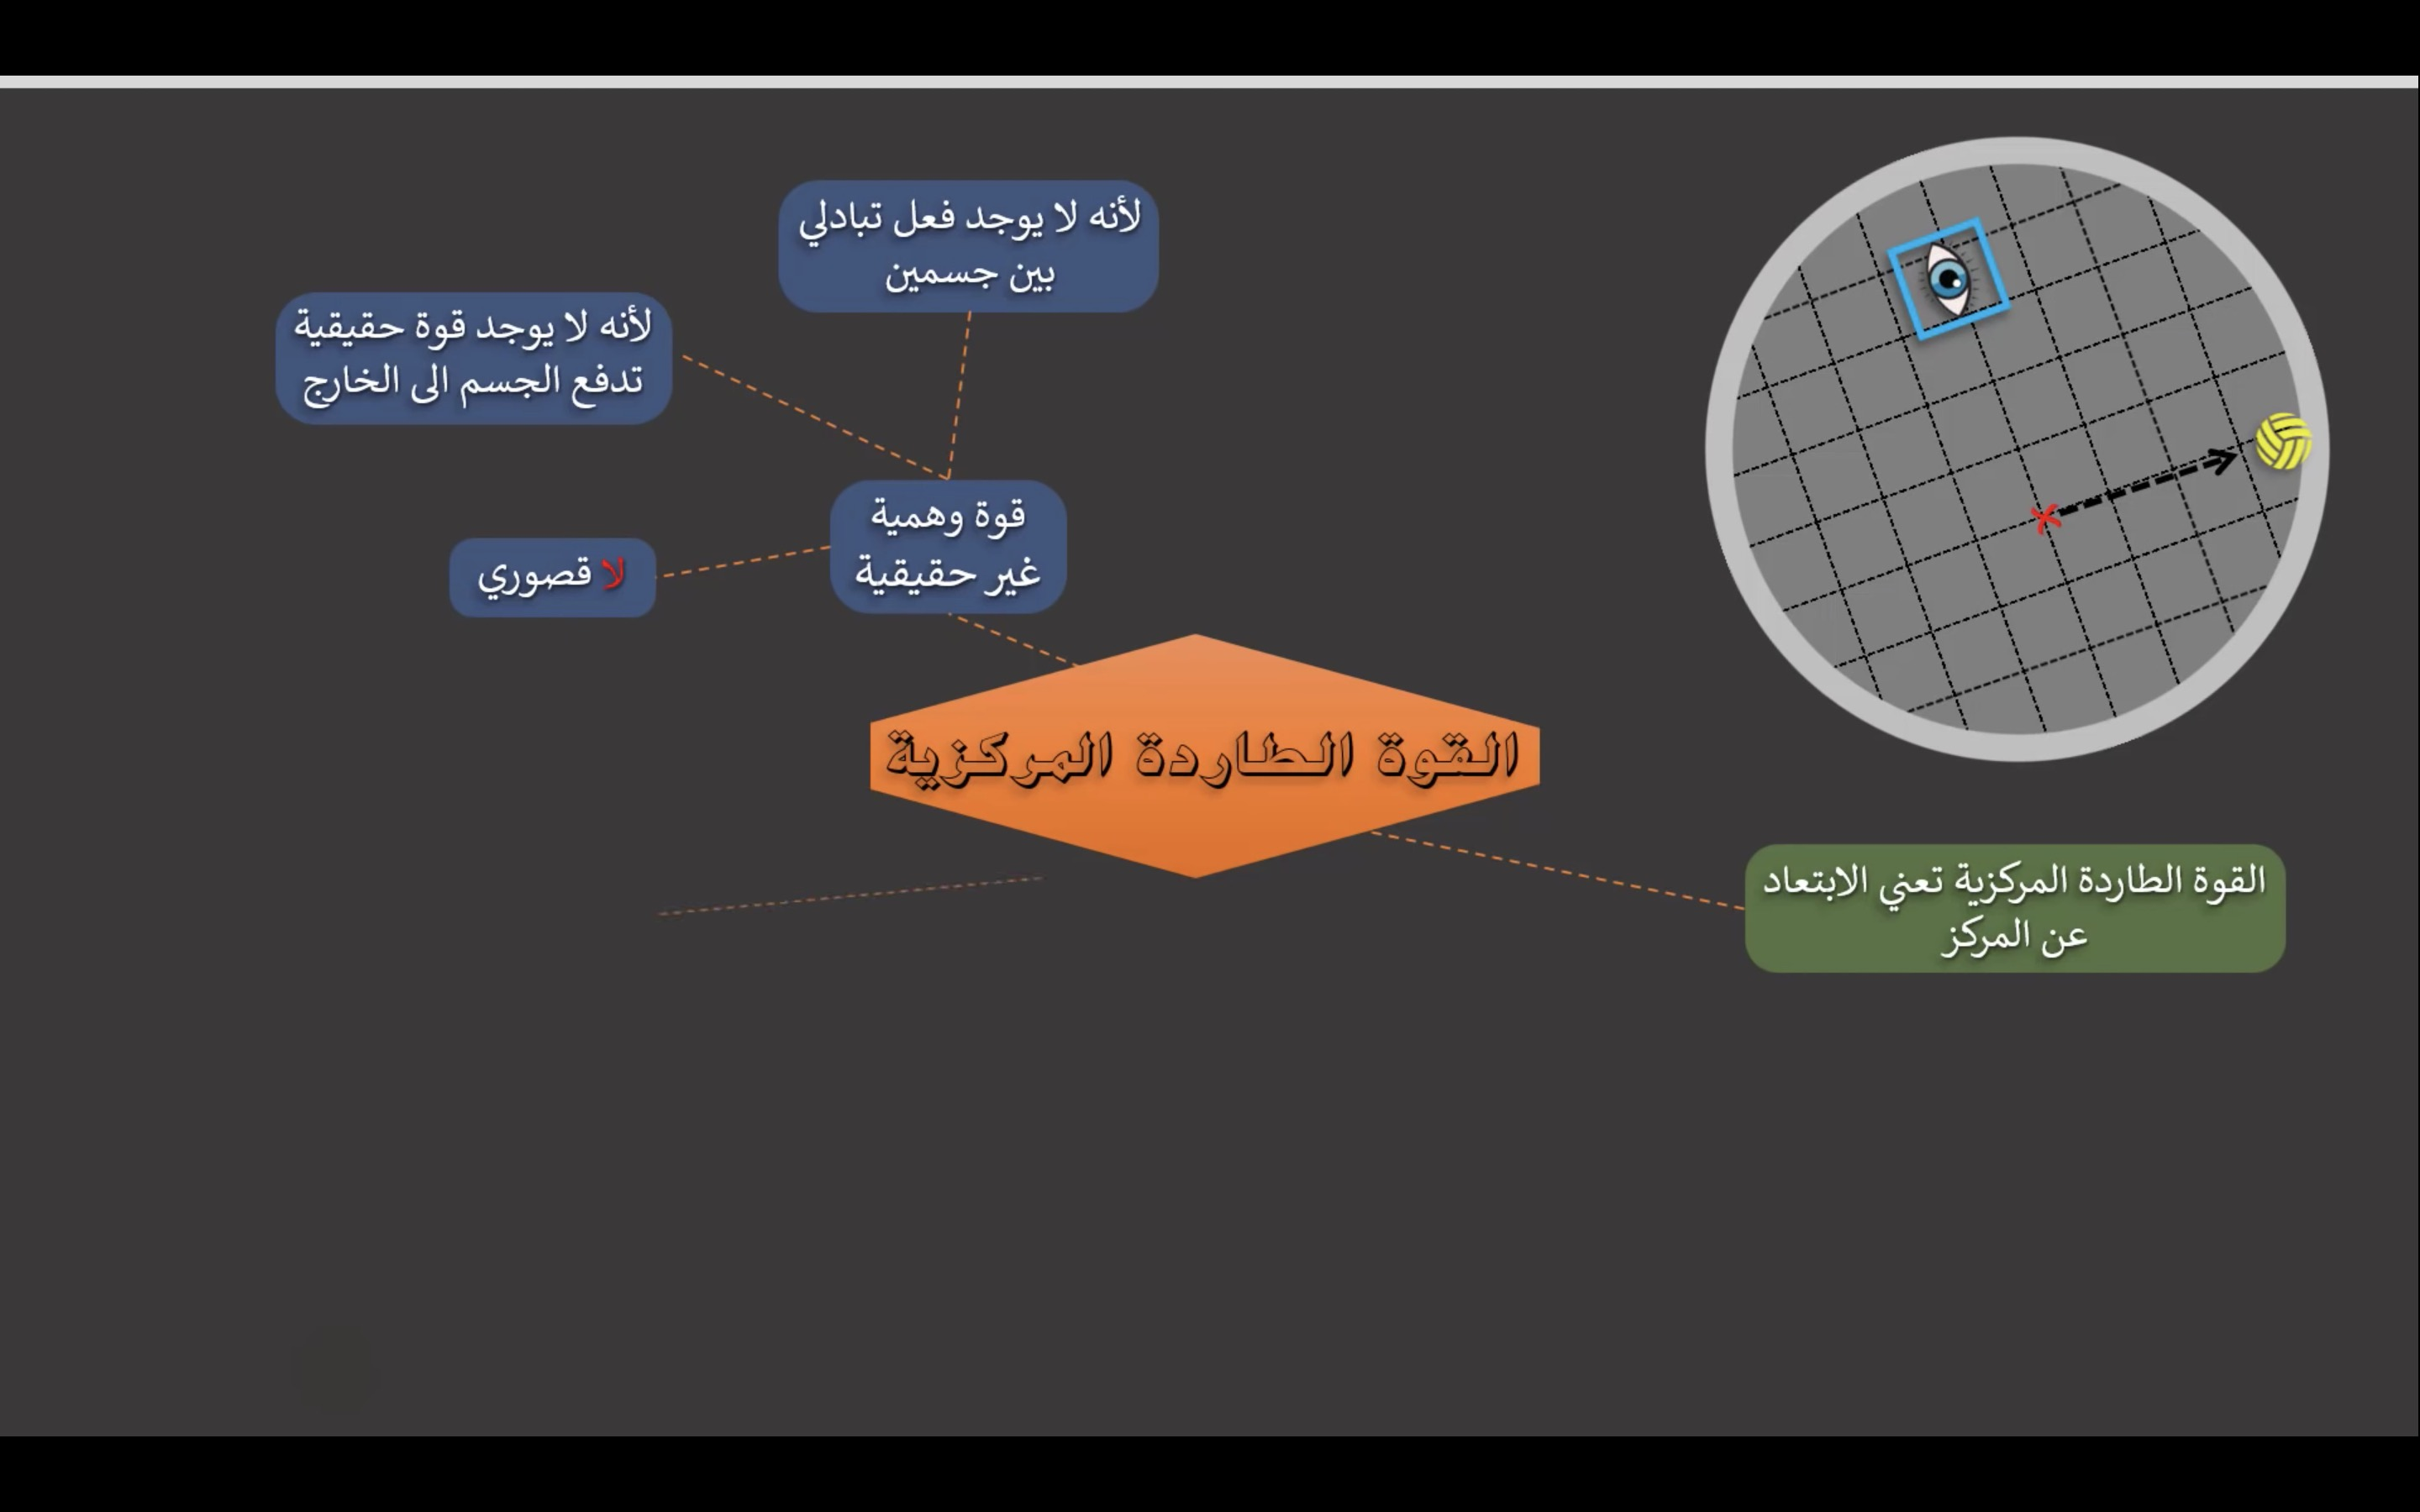 لأنه لا يوجد فعل تبادلي
بين جسمين
لأنه لا يوجد قوة حقيقية
تدفع الجسم الى الخارج
قوة وهمية
غير حقيقية
لا قصوري
القوة الطاردة المركزية
القوة الطاردة المركزية تعني الابتعاد
عن المركز